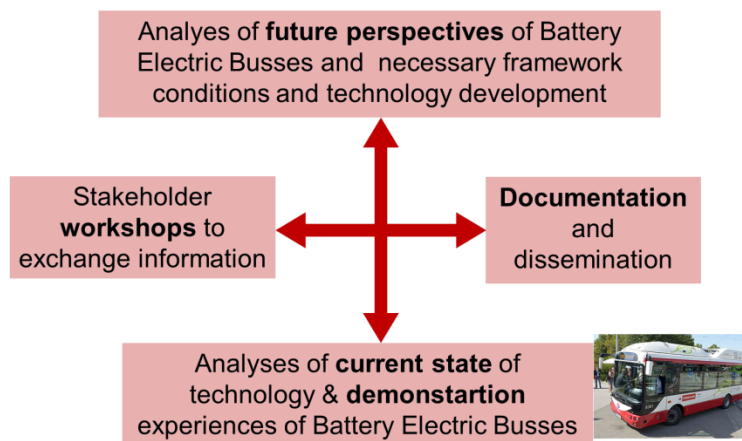 Analyes of future perspectives of Battery
Electric Busses and necessary framework
conditions and technology development
Stakeholder
workshops to
exchange information
Documentation
and
dissemination
Analyses of current state of
technology & demonstartion
experiences of Battery Electric Busses